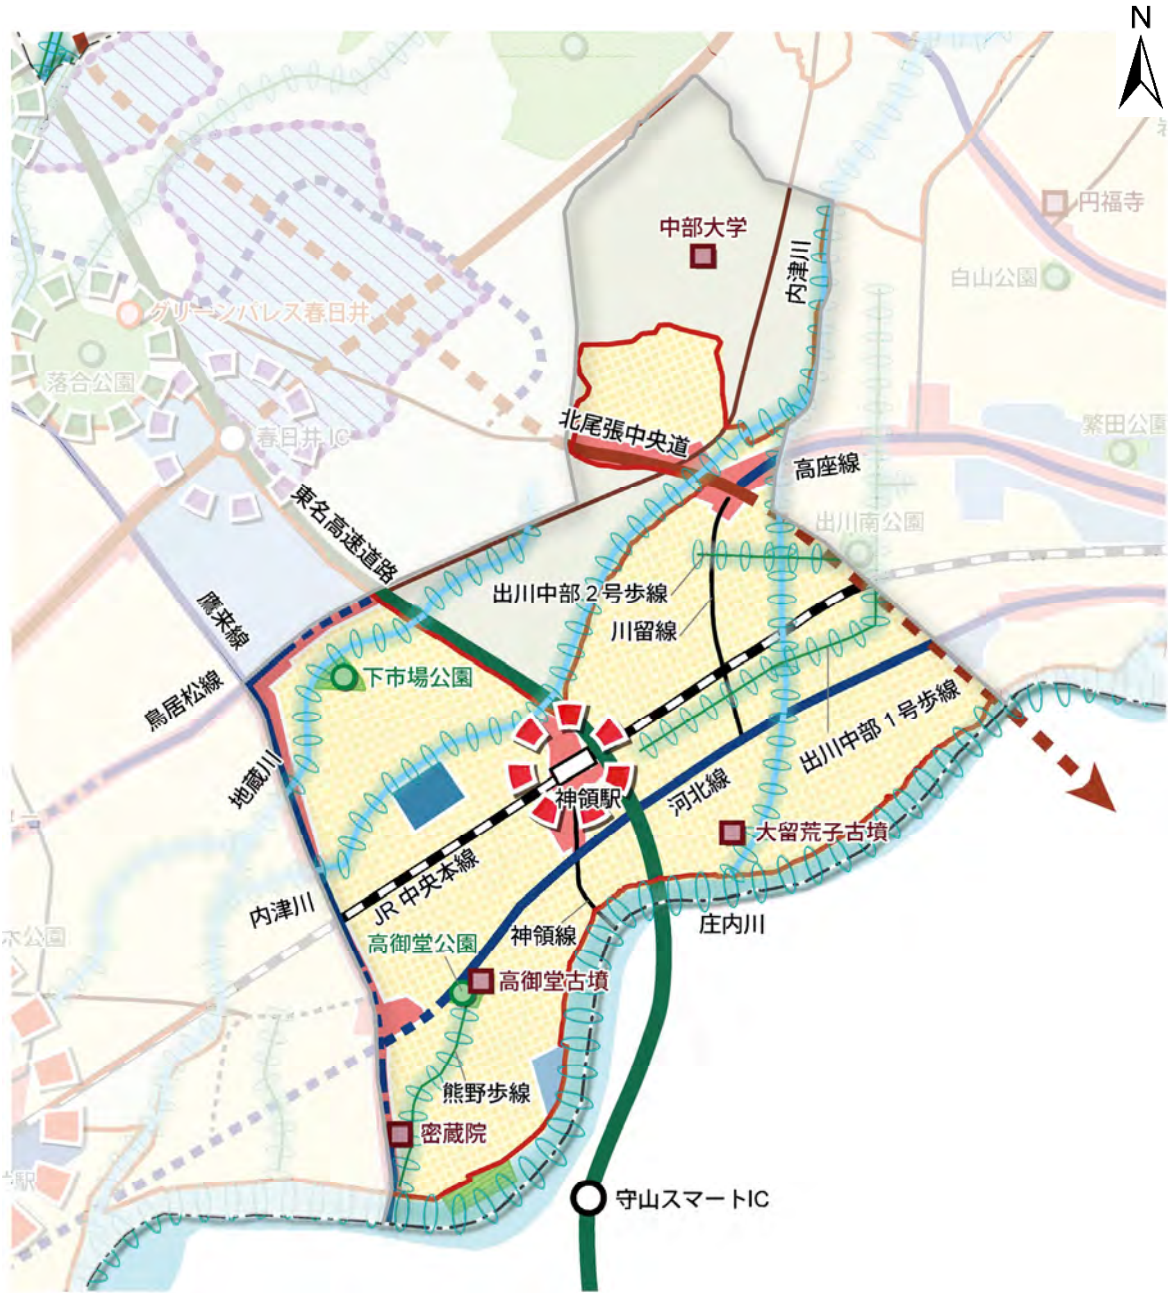 N
円福寺
中部大学
内津川
白山公園
グリーンパレス春日井
落合公園
北尾張中央道
繁田公園
春日井IC
高座線
東名高速道路
出川南公園
出川中部2号歩線
鷹来線
川留線
下市場公園
鳥居松線
出川中部1号歩線
地蔵川
神領駅
河北線
大留荒子古墳
JR中央本線
内津川
庄内川
木公園
高御堂公園
神領線
高御堂古墳
熊野歩線
密蔵院
駅
守山スマートIC